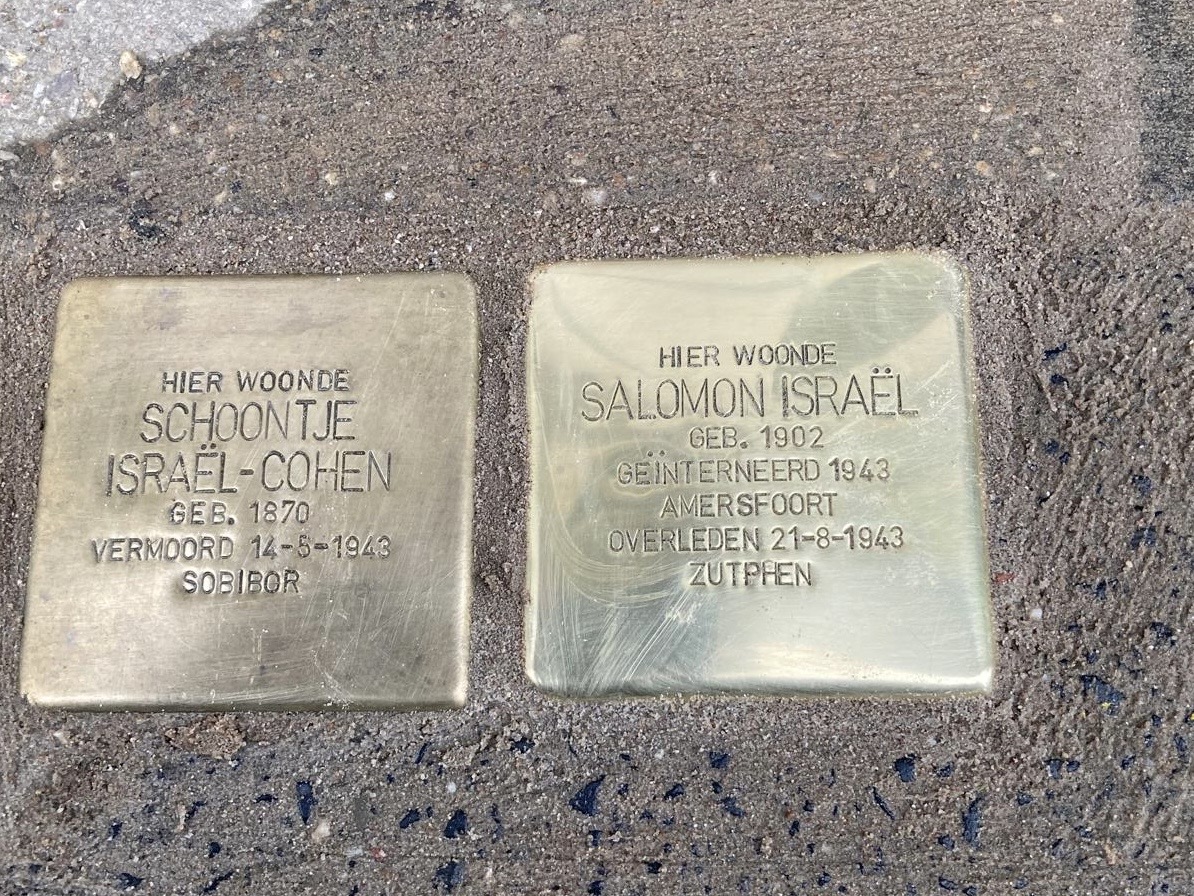 HIER WOONDE
SCHOONTJE
ISRAËL-COHEN
GEB. 1870
VERMOORD 14-5-1943
SOBIBOR
HIER WOONDE
SALOMON ISRAËL
GEB. 1902
GEÏNTERNEERD 1943
AMERSFOORT
OVERLEDEN 21-8-1943
ZUTPHEN